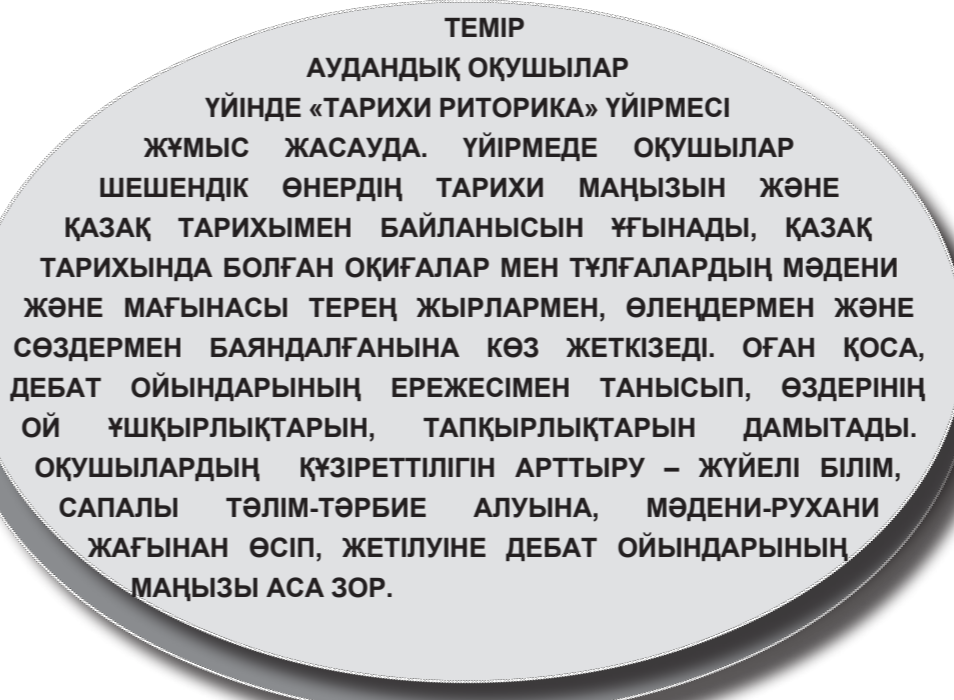 ТЕМІР
АУДАНДЫҚ ОҚУШЫЛАР
ҮЙІНДЕ «ТАРИХИ РИТОРИКА» ҮЙІРМЕСІ
ЖҰМЫС ЖАСАУДА. ҮЙІРМЕДЕ ОҚУШЫЛАР
ШЕШЕНДІК ӨНЕРДІҢ ТАРИХИ МАҢЫЗЫН ЖӘНЕ
ҚАЗАҚ ТАРИХЫМЕН БАЙЛАНЫСЫН ҰҒЫНАДЫ, ҚАЗАҚ
ТАРИХЫНДА БОЛҒАН ОҚИҒАЛАР МЕН ТҰЛҒАЛАРДЫҢ МӘДЕНИ
ЖӘНЕ МАҒЫНАСЫ ТЕРЕҢ ЖЫРЛАРМЕН, ӨЛЕҢДЕРМЕН ЖӘНЕ
СӨЗДЕРМЕН БАЯНДАЛҒАНЫНА КӨЗ ЖЕТКІЗЕДІ. ОҒАН ҚОСА,
ДЕБАТ ОЙЫНДАРЫНЫҢ ЕРЕЖЕСІМЕН ТАНЫСЫП, ӨЗДЕРІНІҢ
ОЙ ҰШҚЫРЛЫҚТАРЫН, ТАПҚЫРЛЫҚТАРЫН ДАМЫТАДЫ.
ОҚУШЫЛАРДЫҢ ҚҰЗІРЕТТІЛІГІН АРТТЫРУ – ЖҮЙЕЛІ БІЛІМ,
САПАЛЫ ТӘЛІМ-ТӘРБИЕ АЛУЫНА, МӘДЕНИ-РУХАНИ
ЖАҒЫНАН ӨСІП, ЖЕТІЛУІНЕ ДЕБАТ ОЙЫНДАРЫНЫҢ
МАҢЫЗЫ АСА ЗОР.